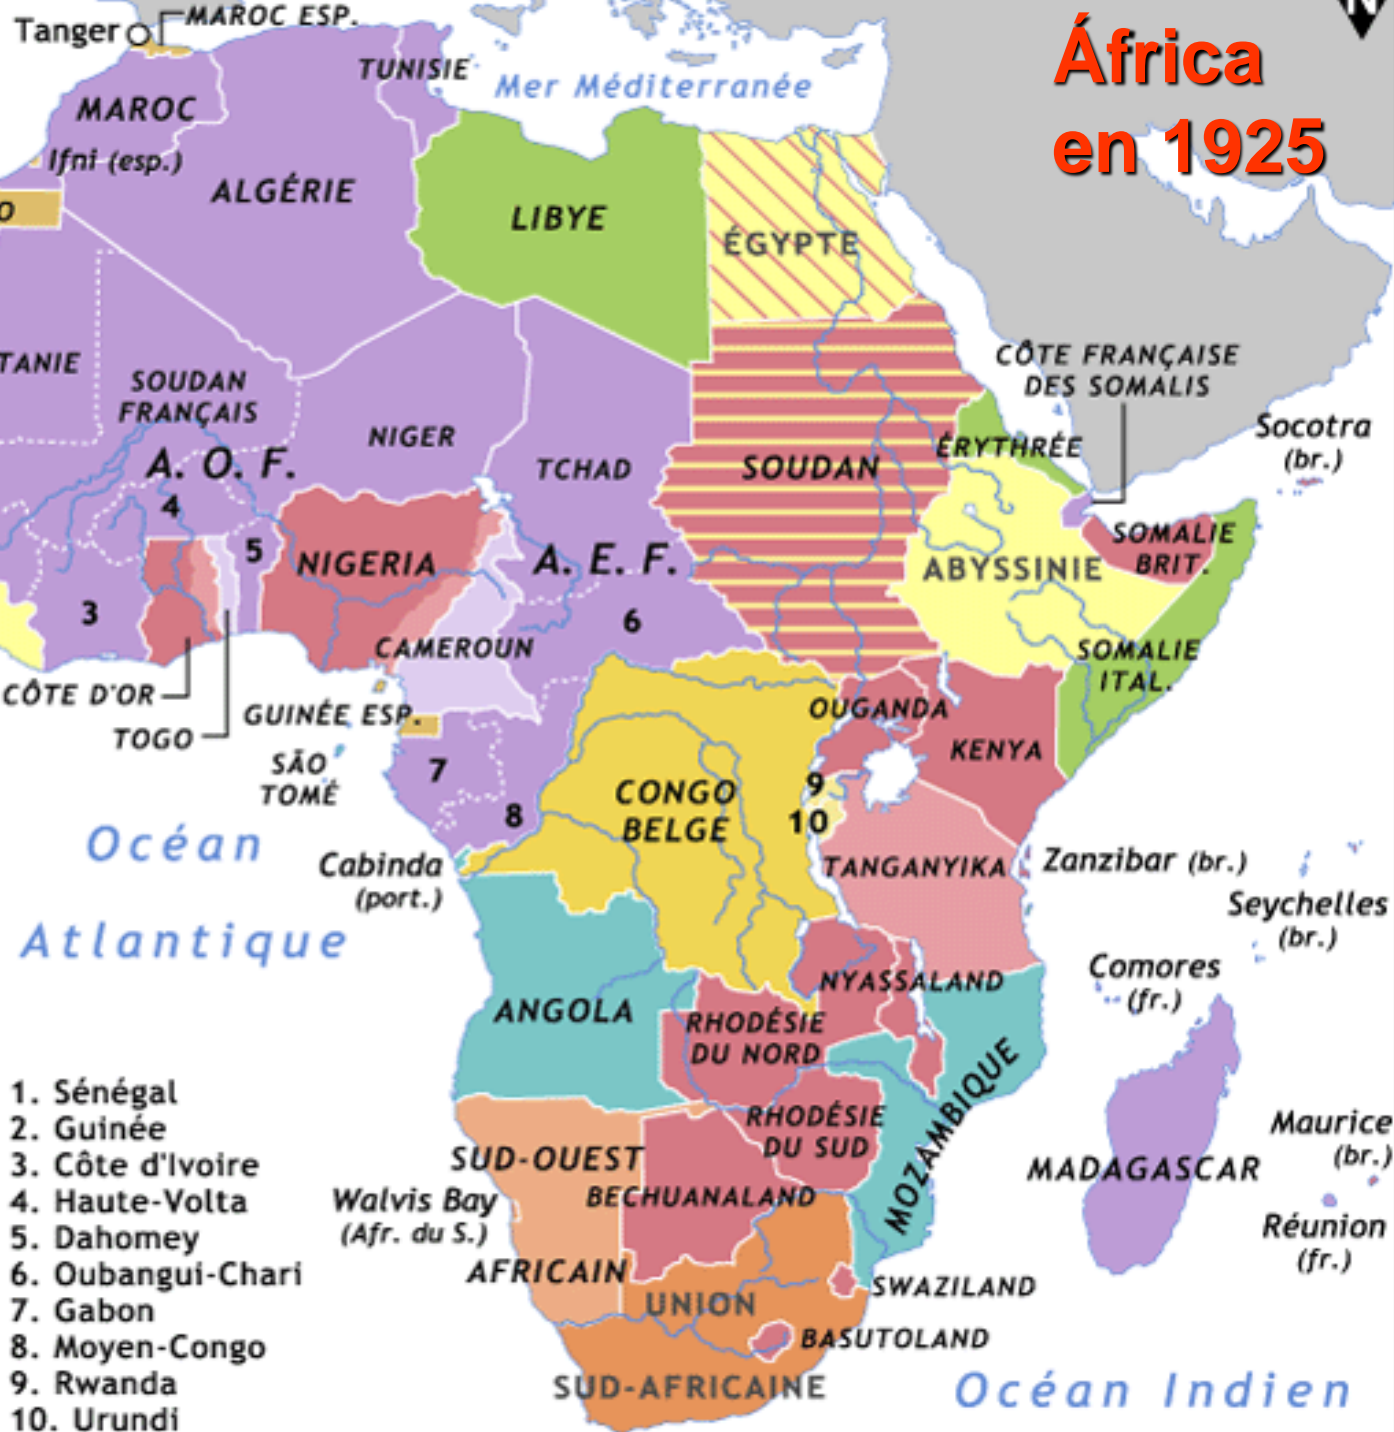 N
África
en 1925
Tanger
MAROC ESP.
TUNISIE
Mer Méditerranée
MAROC
Ifni (esp.)
O
ALGÉRIE
LIBYE
ÉGYPTE
TANIE
SOUDAN
FRANÇAIS
A. O. F.
NIGER
TCHAD
SOUDAN
ÉRYTHRÉE
CÔTE FRANÇAISE
DES SOMALIS
Socotra
(br.)
4
5
3
NIGERIA
A. E. F.
6
ABYSSINIE
SOMALIE
BRIT.
SOMALIE
ITAL.
CAMEROUN
CÔTE D'OR
TOGO
GUINÉE ESP.
SÃO
TOMÉ
7
8
OUGANDA
KENYA
CONGO
BELGE
9
10
TANGANYIKA
Zanzibar (br.)
Seychelles
(br.)
Océan
Atlantique
Cabinda
(port.)
Comores
(fr.)
ANGOLA
NYASSALAND
RHODÉSIE
DU NORD
RHODÉSIE
DU SUD
MOZAMBIQUE
MADAGASCAR
Maurice
(br.)
Réunion
(fr.)
SUD-OUEST
AFRICAIN
Walvis Bay
(Afr. du S.)
BECHUANALAND
SWAZILAND
UNION
SUD-AFRICAINE
BASUTOLAND
Océan Indien
1. Sénégal
2. Guinée
3. Côte d'Ivoire
4. Haute-Volta
5. Dahomey
6. Oubangui-Chari
7. Gabon
8. Moyen-Congo
9. Rwanda
10. Urundi